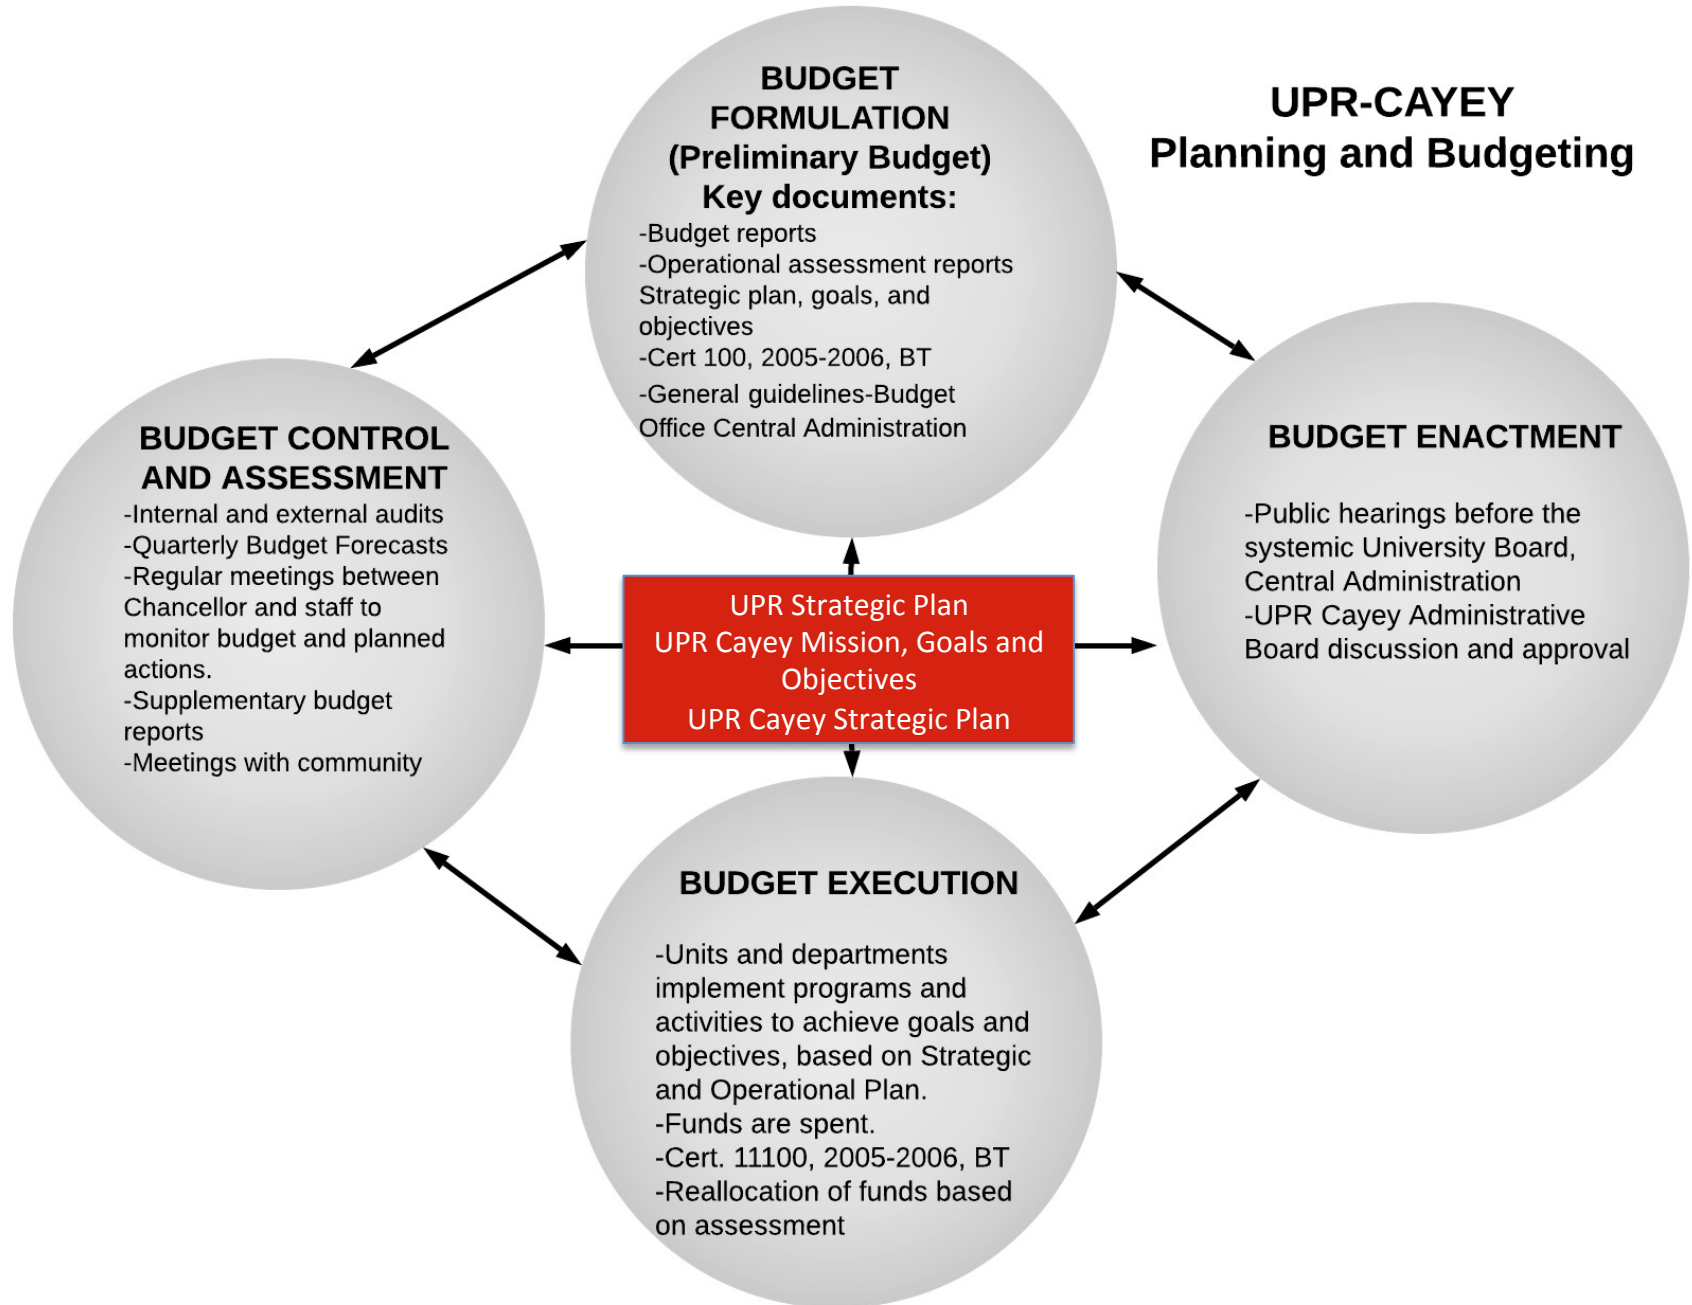 UPR-CAYEY
Planning and Budgeting
BUDGET
FORMULATION
(Preliminary Budget)
Key documents:
-Budget reports
-Operational assessment reports
Strategic plan, goals, and
objectives
-Cert 100, 2005-2006, BT
-General guidelines-Budget
Office Central Administration
BUDGET CONTROL
AND ASSESSMENT
-Internal and external audits
-Quarterly Budget Forecasts
-Regular meetings between
Chancellor and staff to
monitor budget and planned
actions.
-Supplementary budget
reports
-Meetings with community
UPR Strategic Plan
UPR Cayey Mission, Goals and
Objectives
UPR Cayey Strategic Plan
BUDGET ENACTMENT
-Public hearings before the
systemic University Board,
Central Administration
-UPR Cayey Administrative
Board discussion and approval
BUDGET EXECUTION
-Units and departments
implement programs and
activities to achieve goals and
objectives, based on Strategic
and Operational Plan.
-Funds are spent.
-Cert. 11100, 2005-2006, BT
-Reallocation of funds based
on assessment